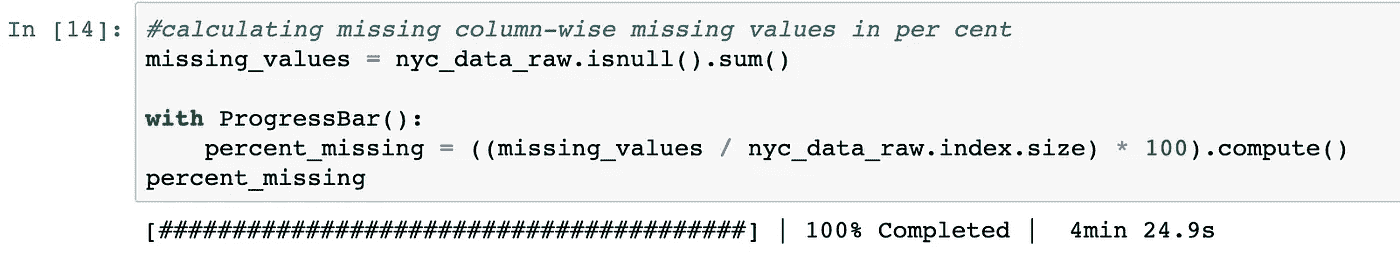 In [14]: #calculating missing column-wise missing values in per cent
missing_values = nyc_data_raw.isnull().sum()
with ProgressBar():
    percent_missing = ((missing_values / nyc_data_raw.index.size) * 100).compute()
percent_missing
[########################################] | 100% Completed |  4min 24.9s